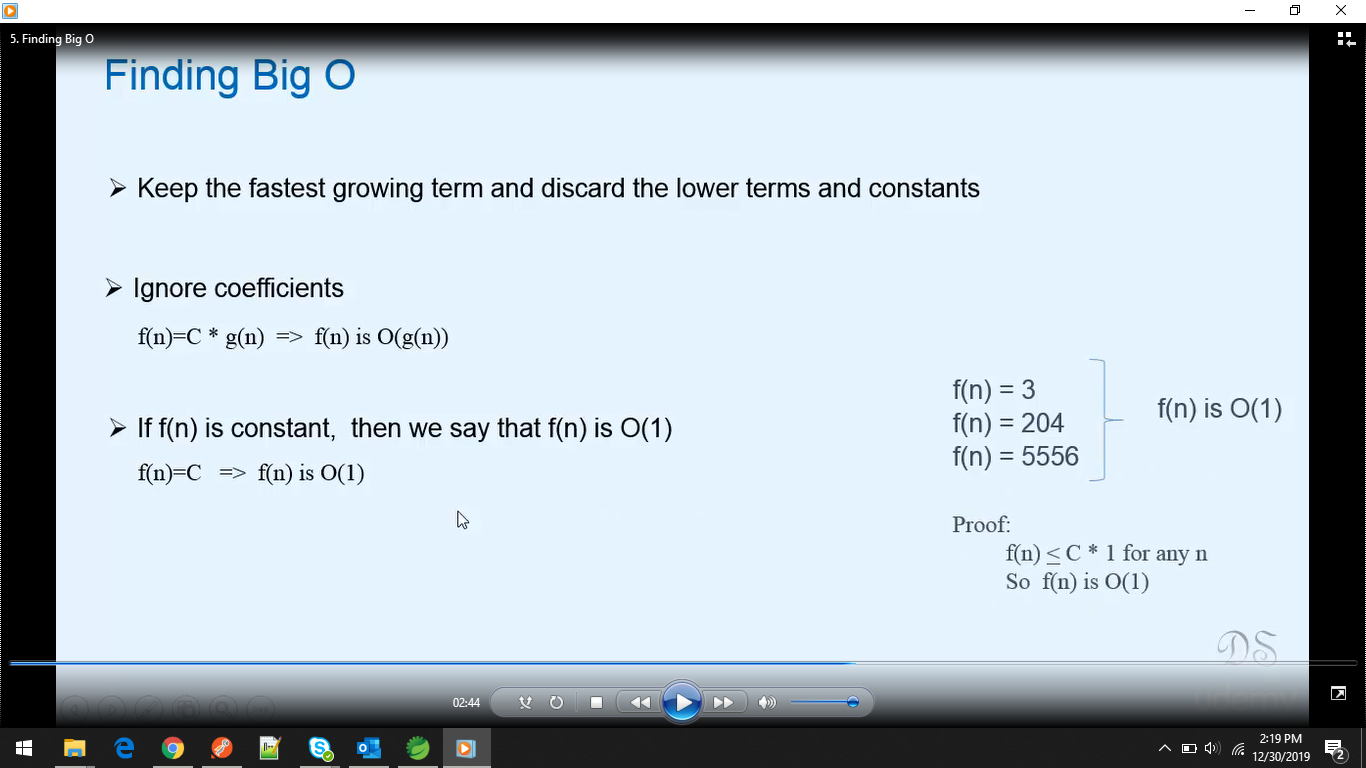 5. Finding Big O
Finding Big O
➢ Keep the fastest growing term and discard the lower terms and constants
➢ Ignore coefficients
f(n)=C * g(n) => f(n) is O(g(n))
➢ If f(n) is constant, then we say that f(n) is O(1)
f(n)=C => f(n) is O(1)
f(n) = 3
f(n) = 204
f(n) = 5556
f(n) is O(1)
Proof:
f(n) ≤ C * 1 for any n
So f(n) is O(1)
DS
udemy
02:44
2:19 PM
12/30/2019
2